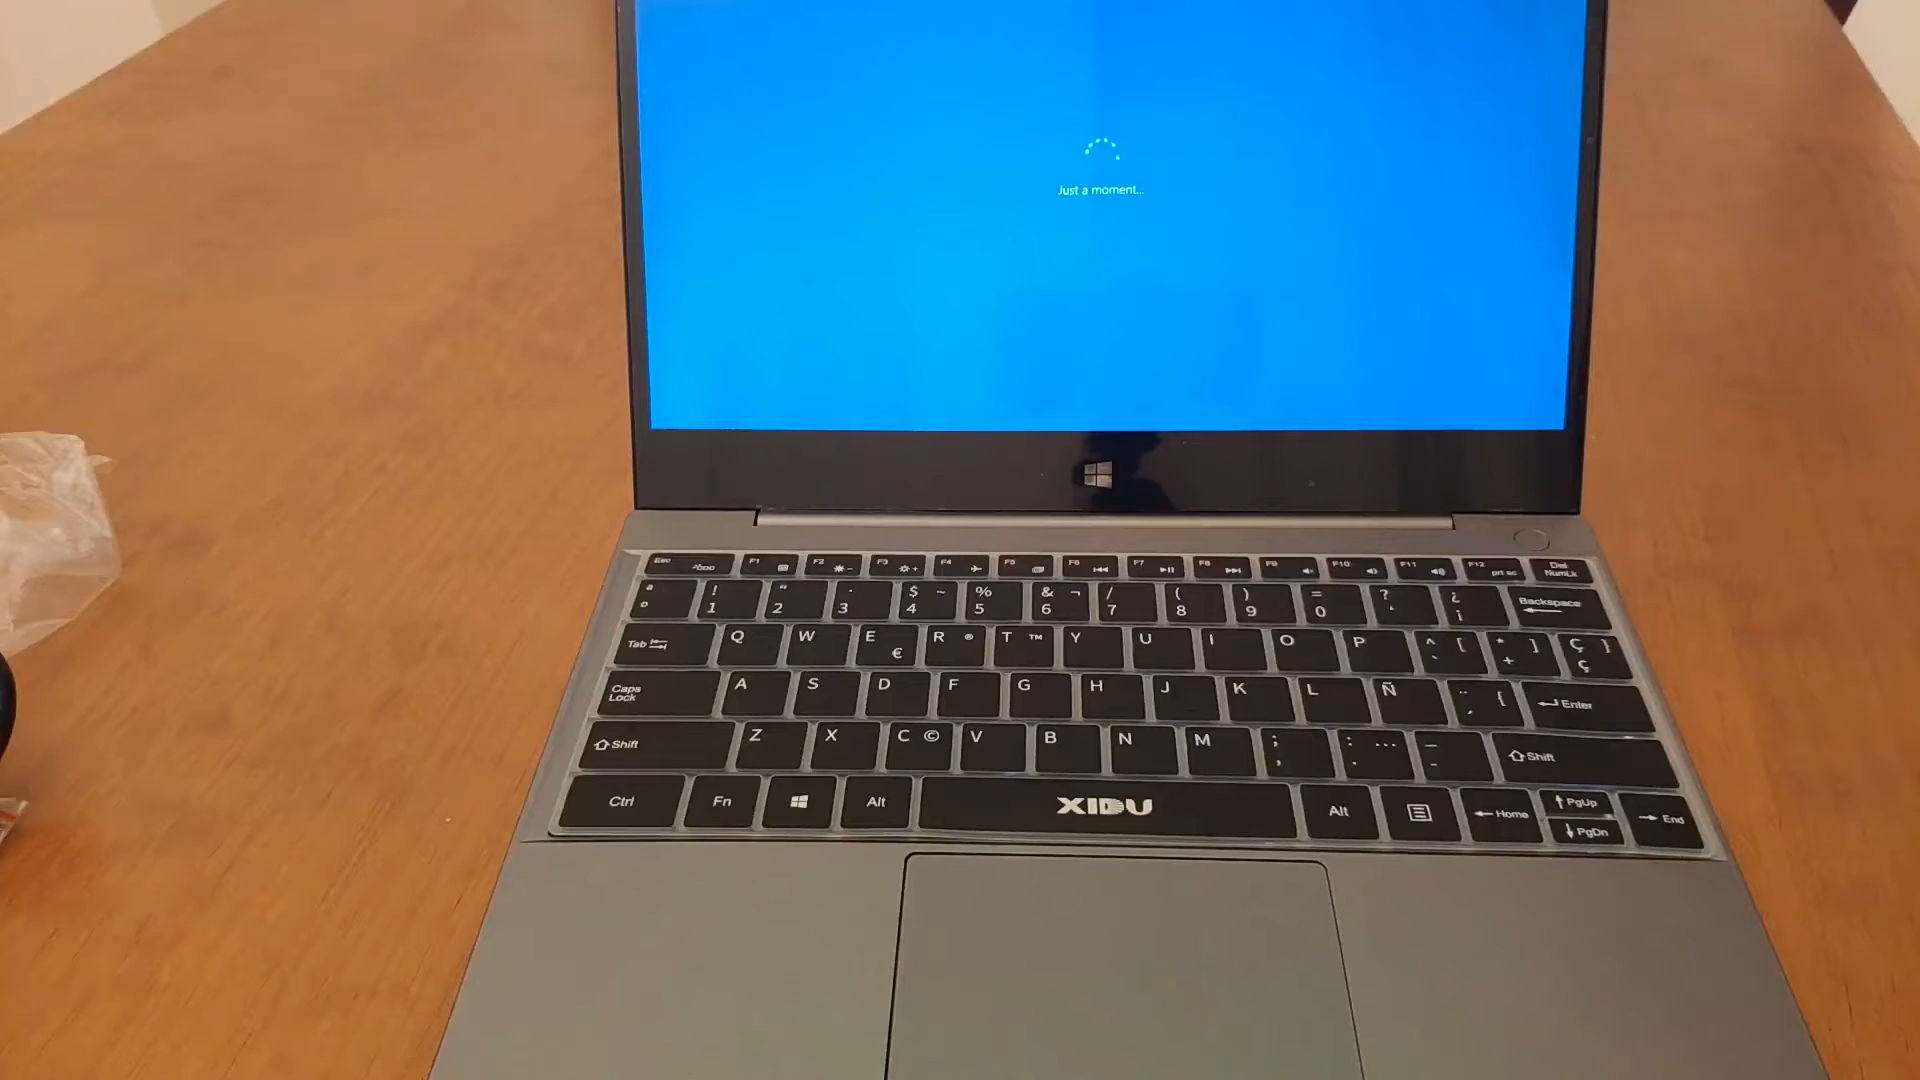 Just a moment...
Esc F1 F2 F3 F4 F5 F6 F7 F8 F9 F10 F11 F12 prt sc Del NumLk
a o ! 1 " 2 · 3 $ ~ 4 % 5 & ¬ 6 / 7 ( 8 ) 9 = 0 ? ' ¿ ¡ Backspace
Tab Q W E € R ® T ™ Y U I O P ^ [ ` * ] + Ç } ç
Caps Lock A S D F G H J K L Ñ ¨ { ´ Enter
Shift Z X C © V B N M ; , : ... . _ - Shift
Ctrl Fn Alt XIDU Alt Home PgUp PgDn End